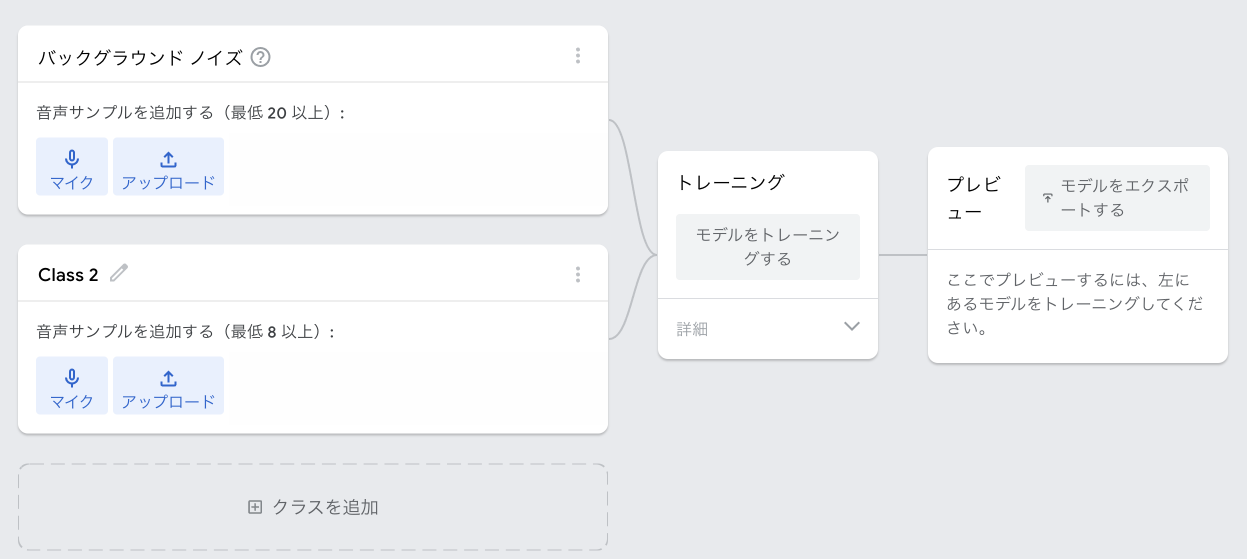 バックグラウンド ノイズ
音声サンプルを追加する（最低 20 以上）:
マイク
アップロード
Class 2
音声サンプルを追加する（最低 8 以上）:
マイク
アップロード
クラスを追加
トレーニング
モデルをトレーニン
グする
詳細
プレビ
ュー
モデルをエクスポ
ートする
ここでプレビューするには、左に
あるモデルをトレーニングしてくだ
さい。